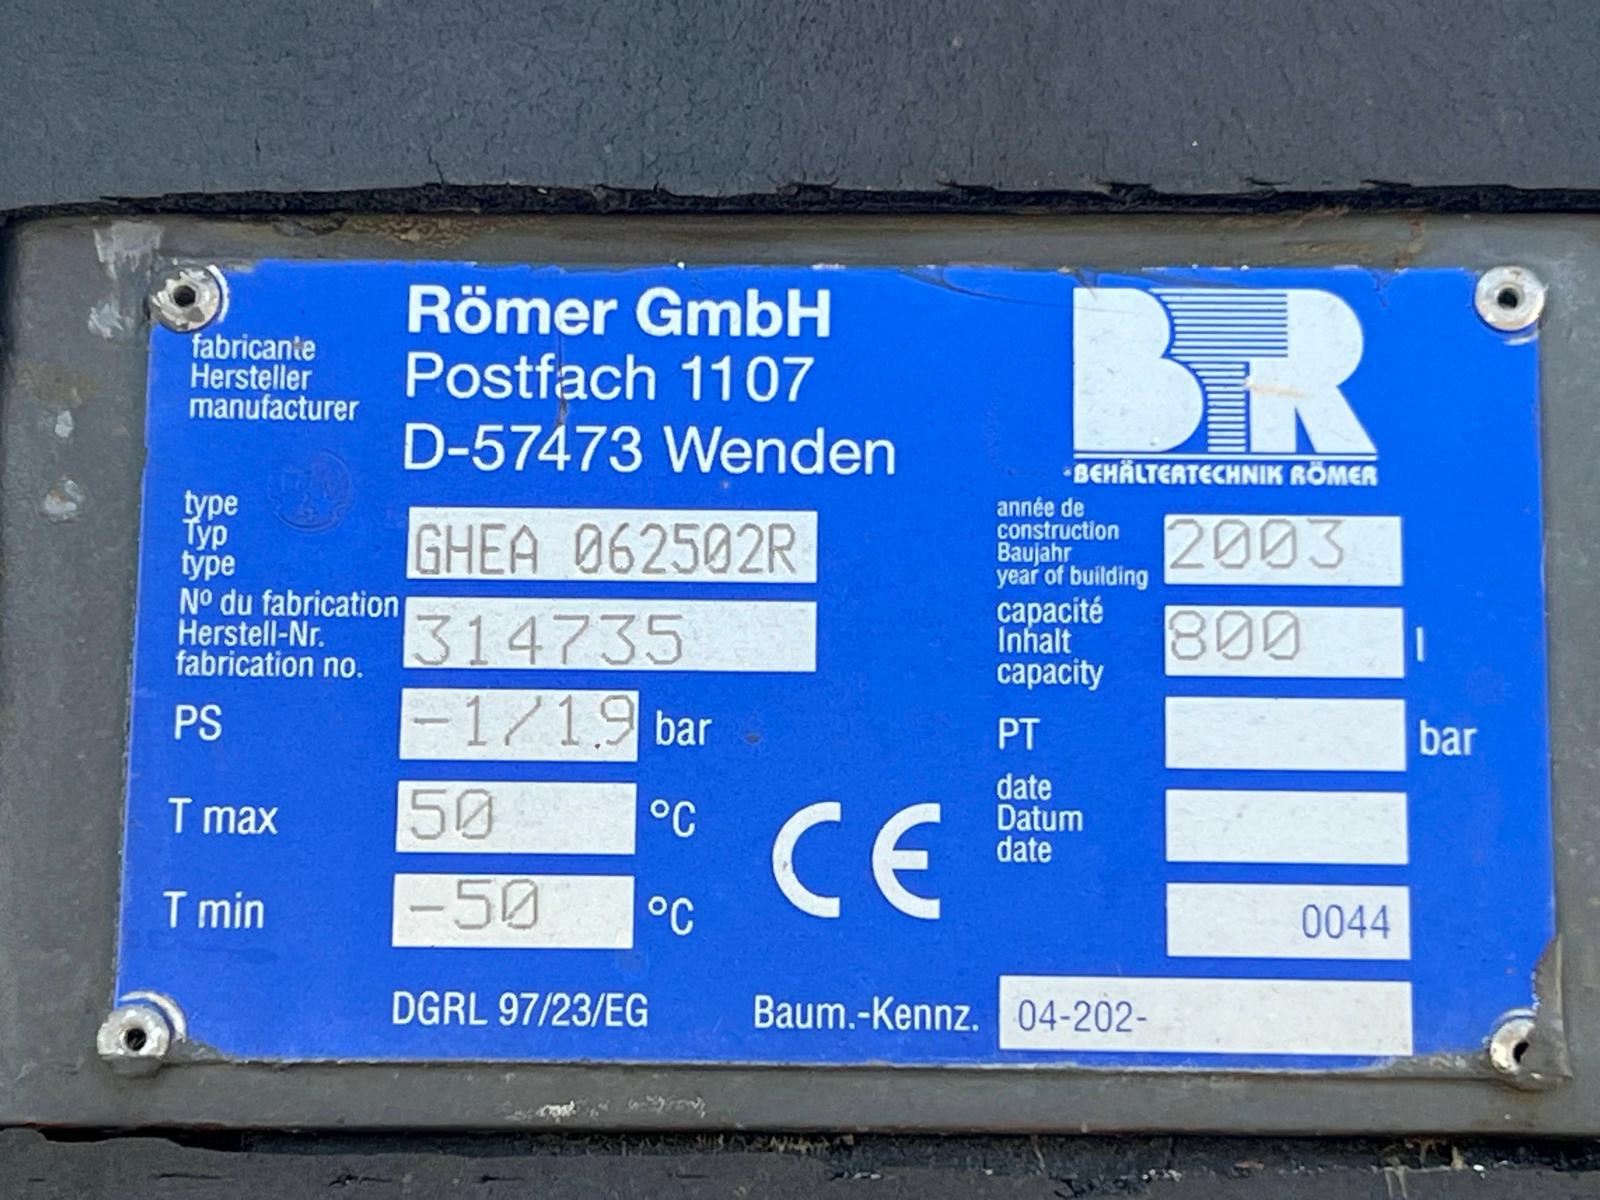 Römer GmbH
Postfach 1107
D-57473 Wenden
fabricante
Hersteller
manufacturer
BTR
BEHÄLTERTECHNIK RÖMER
type
Typ
type
GHEA 062502R
Nº du fabrication
Herstell-Nr.
fabrication no.
314735
PS -1/19 bar
T max 50 °C
T min -50 °C
CE
DGRL 97/23/EG
année de
construction
Baujahr
year of building
2003
capacité
Inhalt
capacity
800 l
PT bar
date
Datum
date
0044
Baum.-Kennz. 04-202-